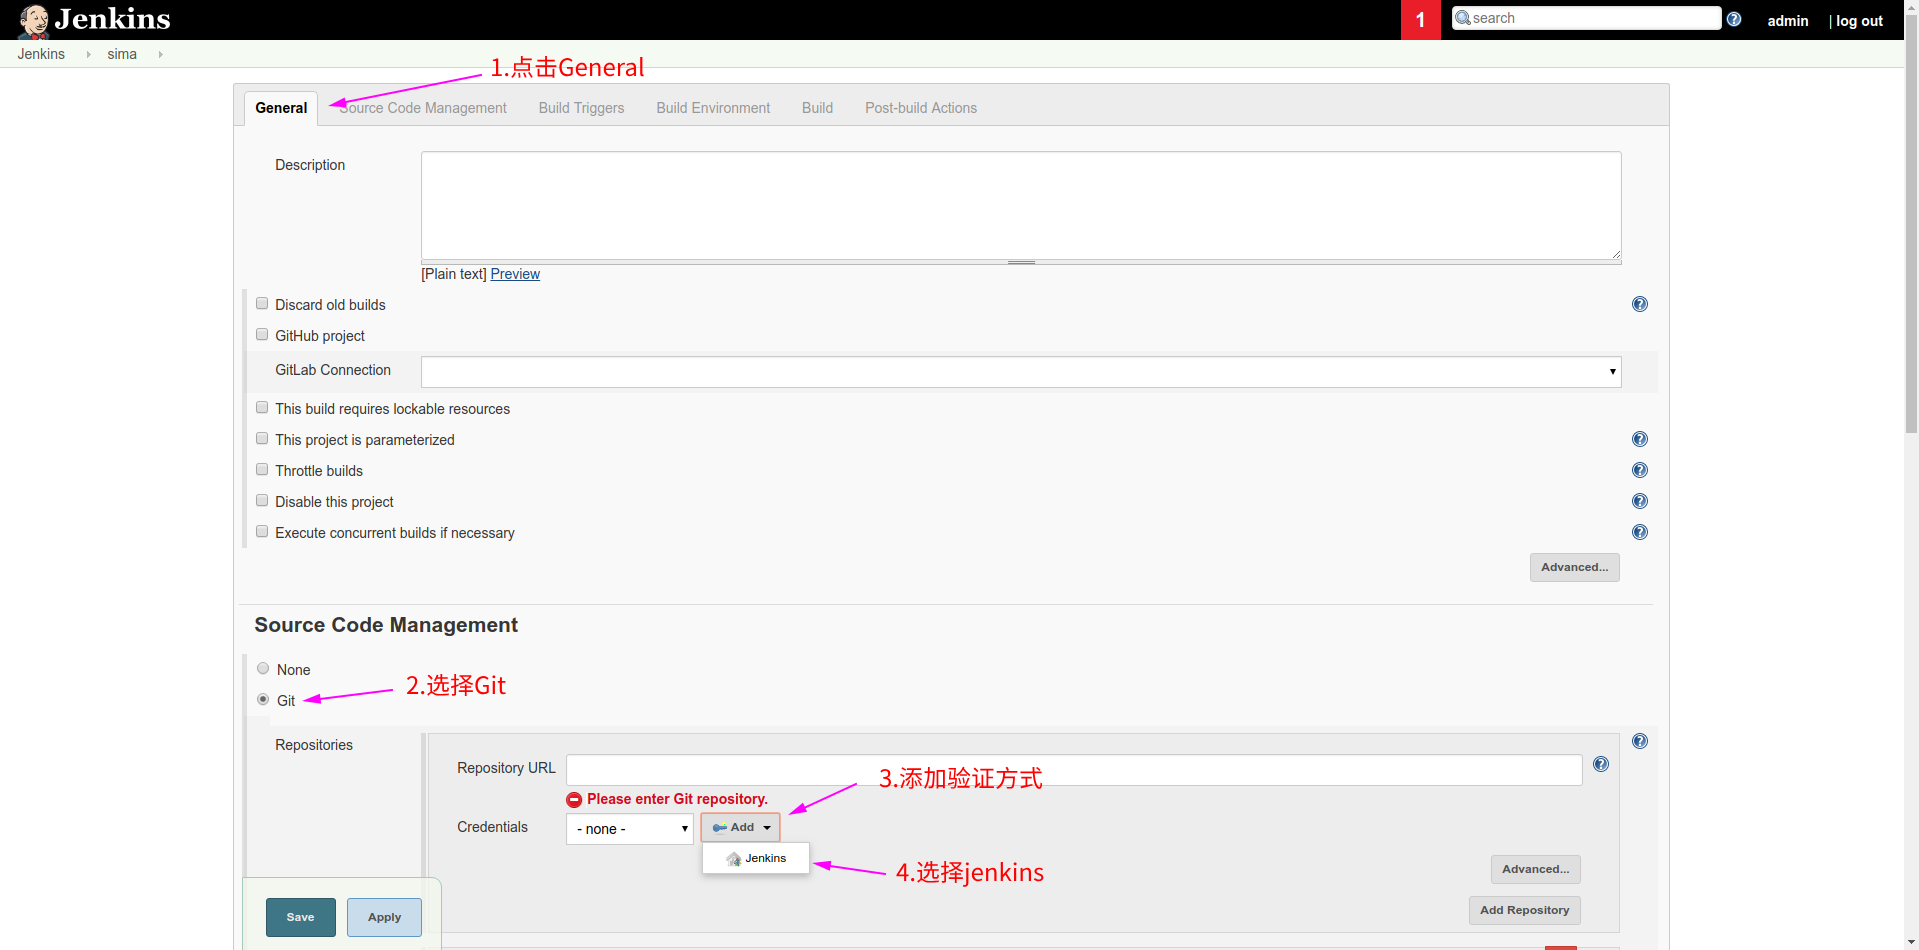 Jenkins
1
search
admin
| log out
Jenkins
sima
1.点击General
General
Source Code Management
Build Triggers
Build Environment
Build
Post-build Actions
Description
[Plain text] Preview
Discard old builds
GitHub project
GitLab Connection
This build requires lockable resources
This project is parameterized
Throttle builds
Disable this project
Execute concurrent builds if necessary
Advanced...
Source Code Management
None
Git
2.选择Git
Repositories
Repository URL
3.添加验证方式
Please enter Git repository.
Credentials
- none -
Add
Jenkins
4.选择jenkins
Advanced...
Add Repository
Save
Apply